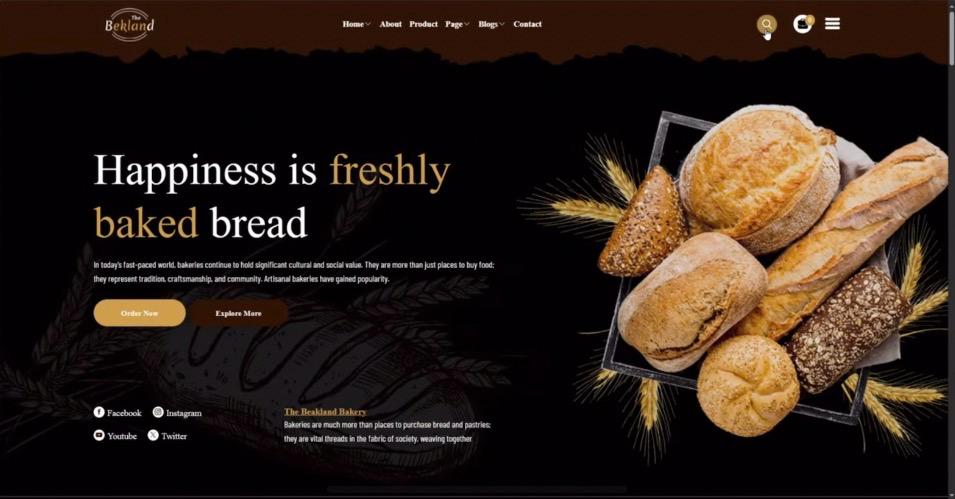 The
Bekland
Home
About
Product
Page
Blogs
Contact
0
Happiness is freshly
baked bread
In today's fast-paced world, bakeries continue to hold significant cultural and social value. They are more than just places to buy food;
they represent tradition, craftsmanship, and community. Artisanal bakeries have gained popularity.
Order Now
Explore More
Facebook
Instagram
Youtube
Twitter
The Beakland Bakery
Bakeries are much more than places to purchase bread and pastries;
they are vital threads in the fabric of society, weaving together